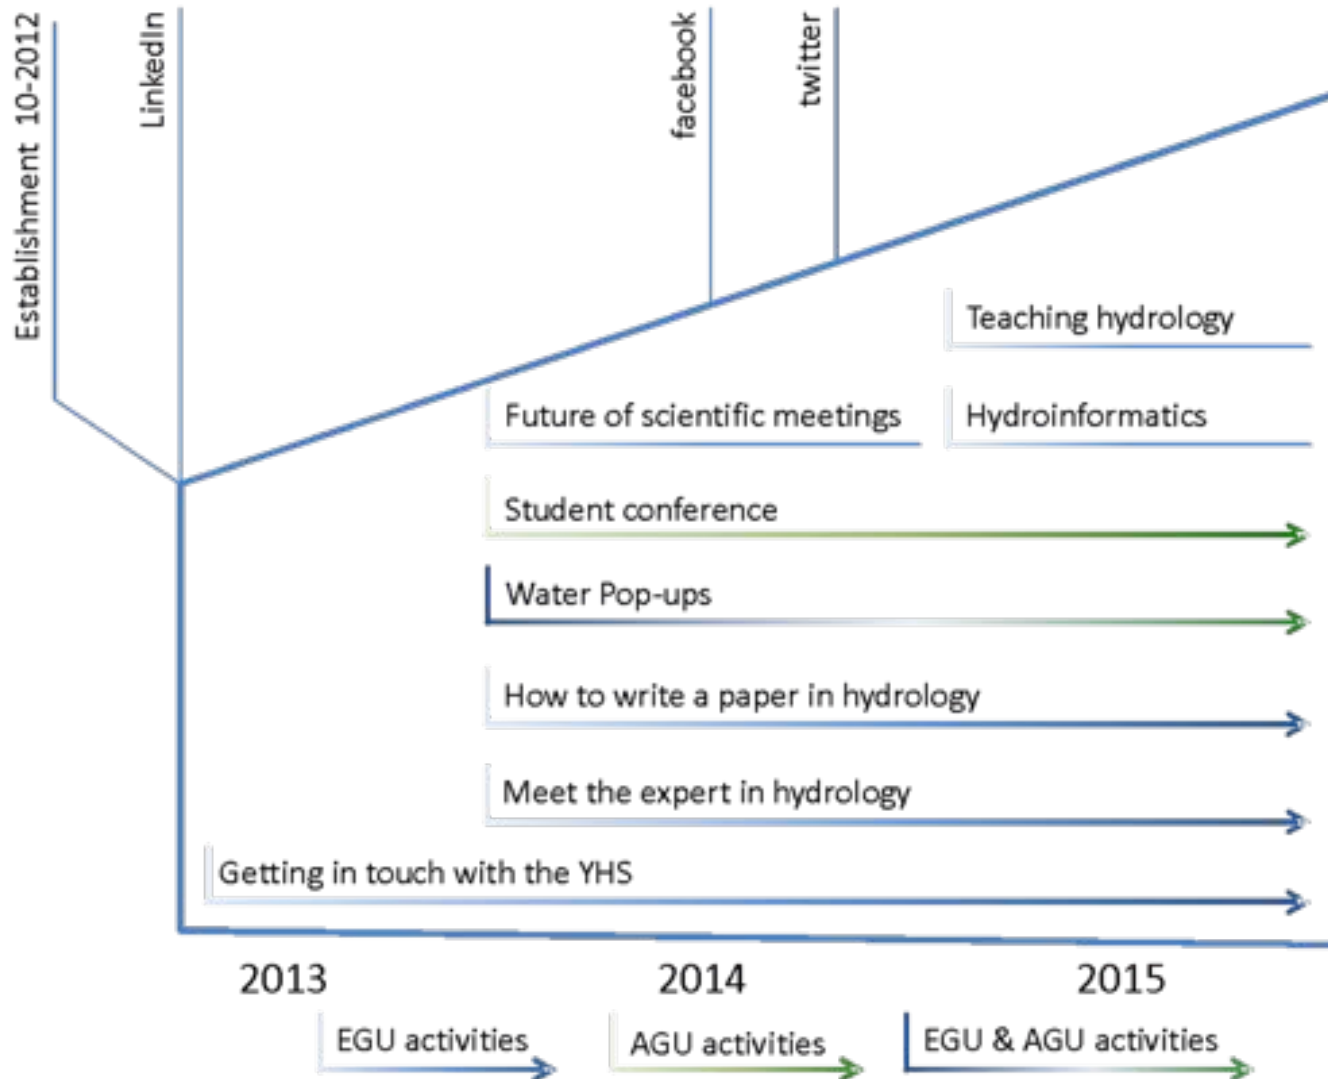 Establishment 10-2012
LinkedIn
facebook
twitter
Teaching hydrology
Future of scientific meetings
Hydroinformatics
Student conference
Water Pop-ups
How to write a paper in hydrology
Meet the expert in hydrology
Getting in touch with the YHS
2013
2014
2015
EGU activities
AGU activities
EGU & AGU activities